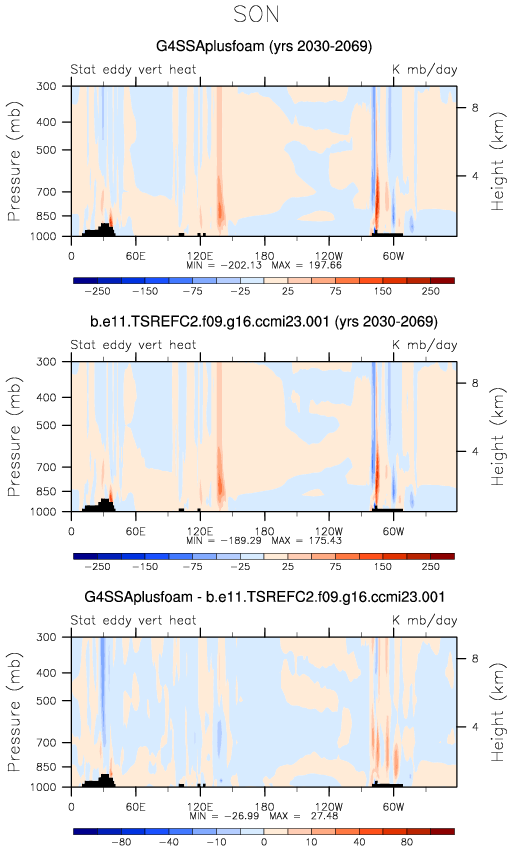 SON
G4SSAplusfoam (yrs 2030-2069)
Stat eddy vert heat K mb/day
300
400
500
700
850
1000
Pressure (mb)
8
4
Height (km)
0 60E 120E 180 120W 60W
MIN = -202.13 MAX = 197.66
-250 -150 -75 -25 25 75 150 250
b.e11.TSREFC2.f09.g16.ccmi23.001 (yrs 2030-2069)
Stat eddy vert heat K mb/day
300
400
500
700
850
1000
Pressure (mb)
8
4
Height (km)
0 60E 120E 180 120W 60W
MIN = -189.29 MAX = 175.43
-250 -150 -75 -25 25 75 150 250
G4SSAplusfoam - b.e11.TSREFC2.f09.g16.ccmi23.001
300
400
500
700
850
1000
Pressure (mb)
8
4
Height (km)
0 60E 120E 180 120W 60W
MIN = -26.99 MAX = 27.48
-80 -40 -10 0 10 40 80